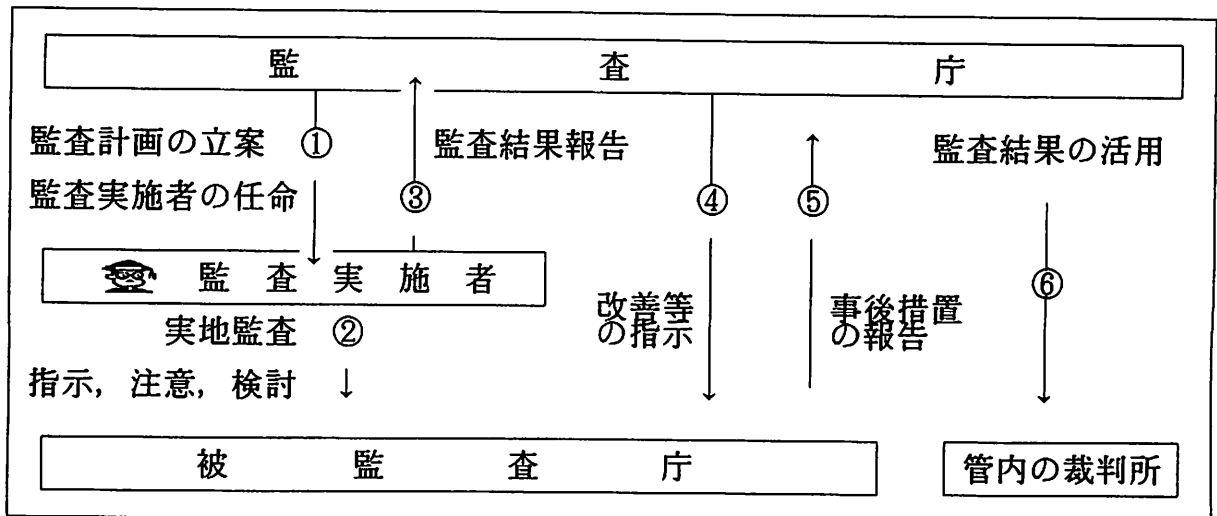 監査庁
監査計画の立案 ① 監査結果報告 監査結果の活用
監査実施者の任命 ③ ④ ⑤
監査実施者
改善等の指示 事後措置の報告 ⑥
実地監査 ②
指示，注意，検討
被監査庁 管内の裁判所